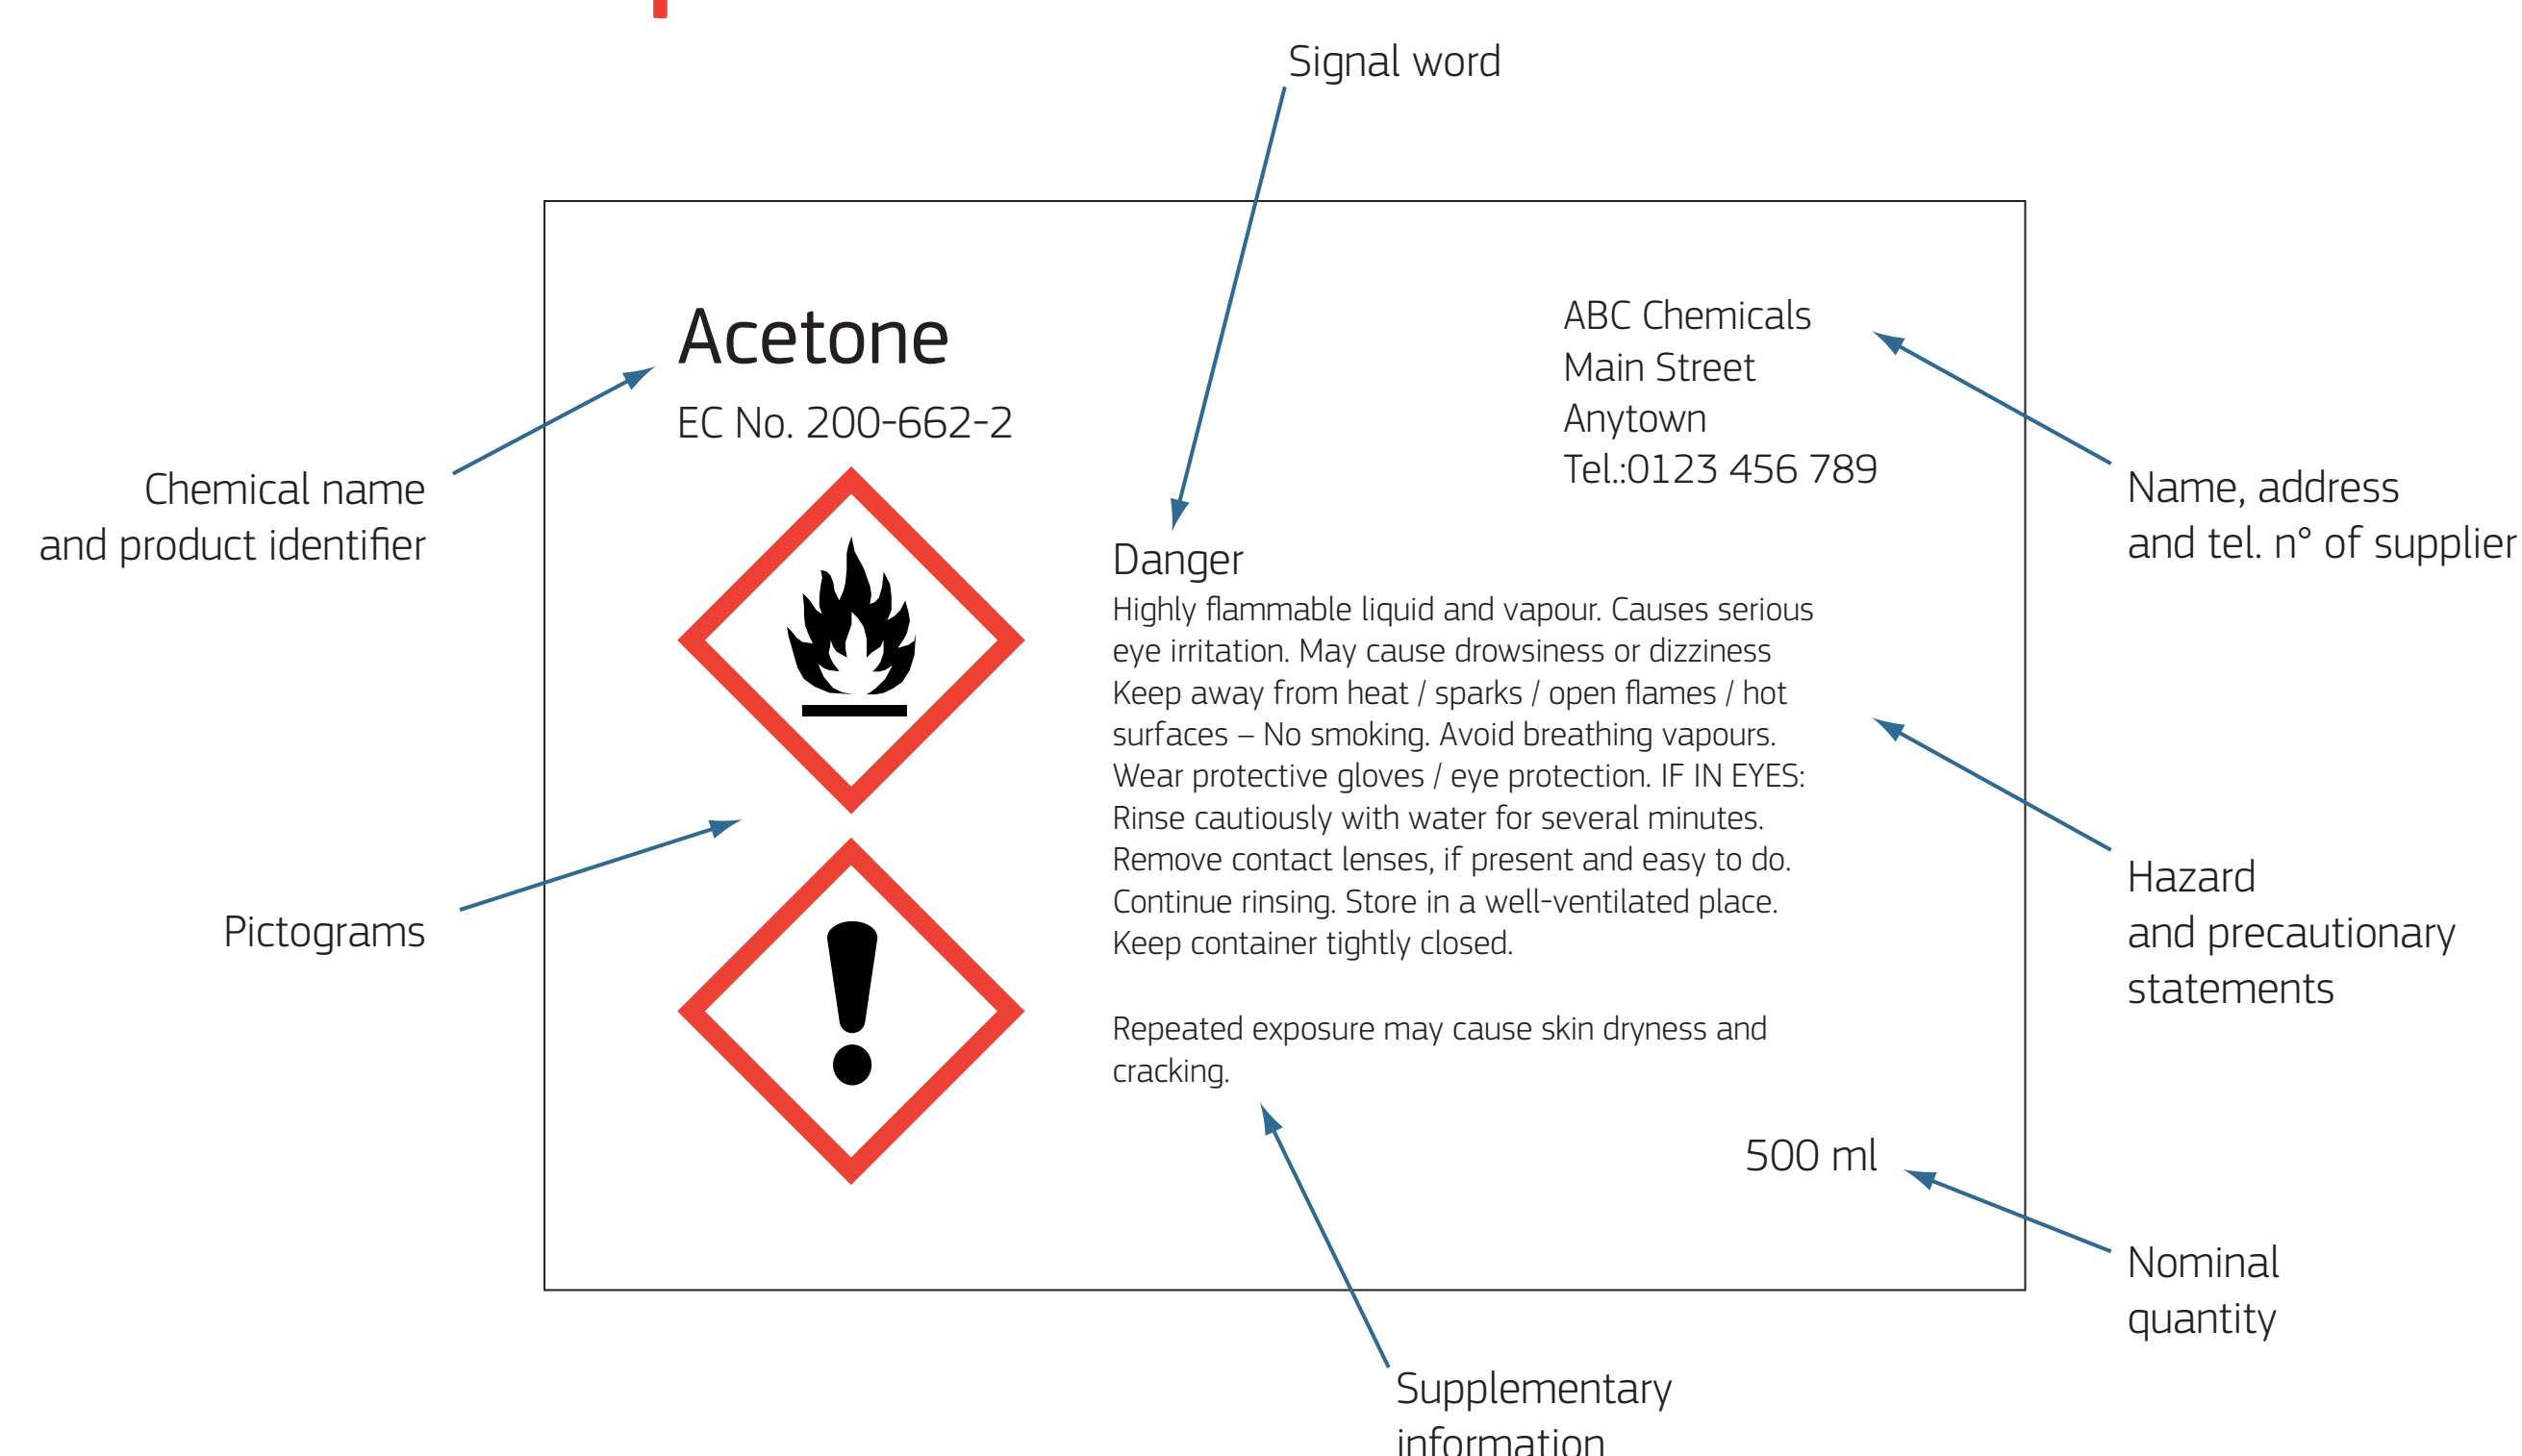 Signal word
Acetone
EC No. 200-662-2
ABC Chemicals
Main Street
Anytown
Tel.:0123 456 789
Chemical name
and product identifier
Name, address
and tel. n° of supplier
Danger
Highly flammable liquid and vapour. Causes serious
eye irritation. May cause drowsiness or dizziness
Keep away from heat / sparks / open flames / hot
surfaces – No smoking. Avoid breathing vapours.
Wear protective gloves / eye protection. IF IN EYES:
Rinse cautiously with water for several minutes.
Remove contact lenses, if present and easy to do.
Continue rinsing. Store in a well-ventilated place.
Keep container tightly closed.
Pictograms
Hazard
and precautionary
statements
Repeated exposure may cause skin dryness and
cracking.
500 ml
Nominal
quantity
Supplementary
information